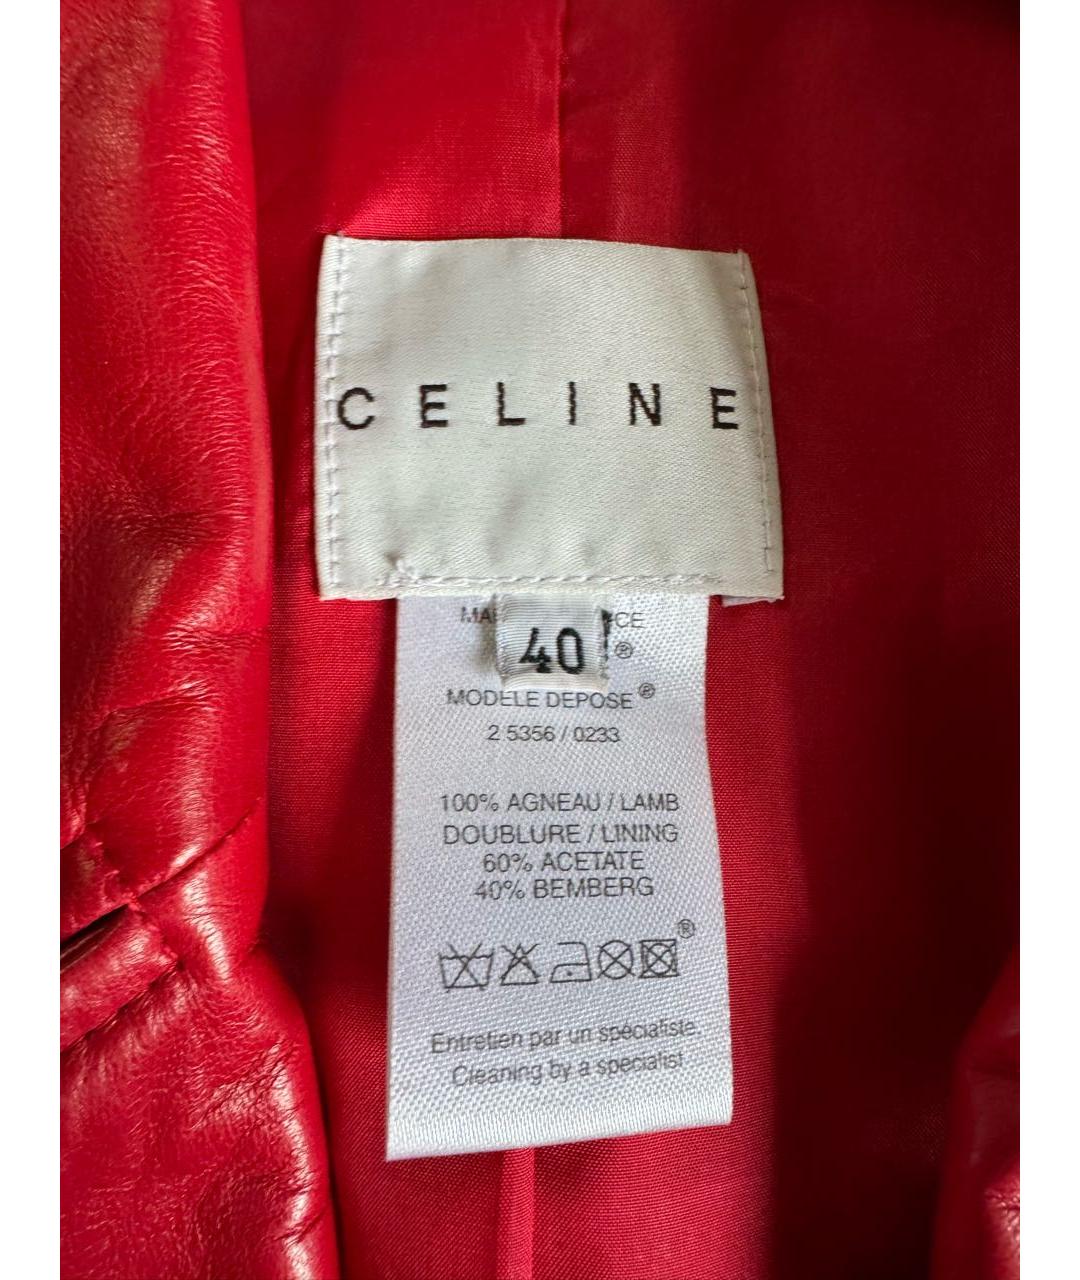 C E L I N E
40
®
MODELE DEPOSE®
2 5356 / 0233
100% AGNEAU / LAMB
DOUBLURE / LINING
60% ACETATE
40% BEMBERG
®
Entretien par un spécialiste
Cleaning by a specialist